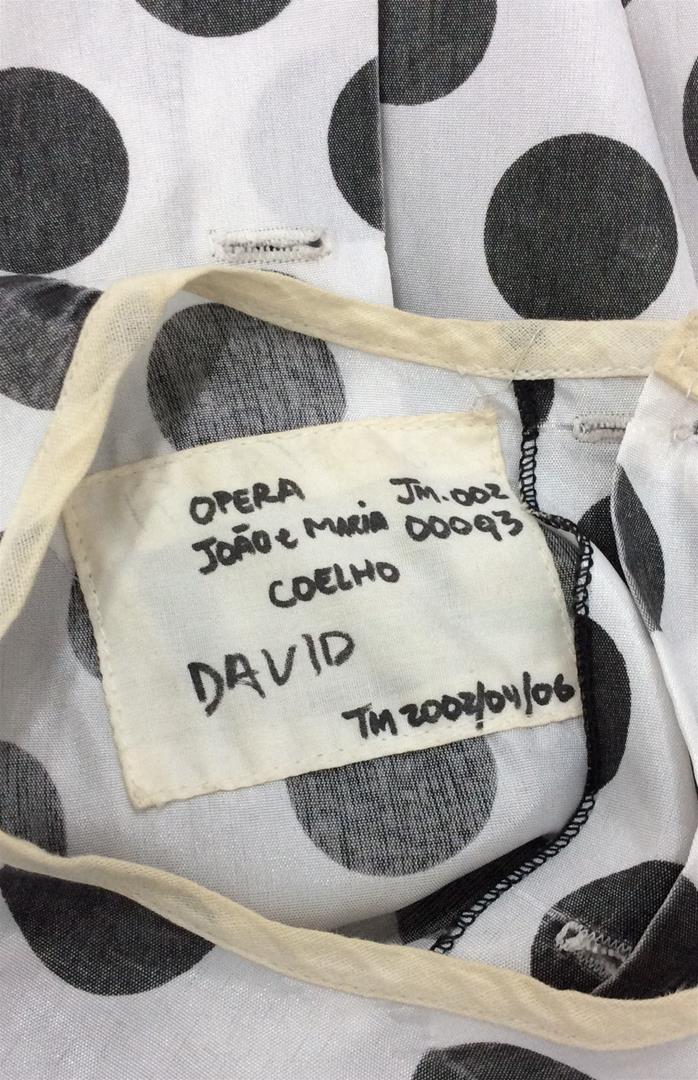 OPERA JM.002
JOÃO e MARIA 00093
COELHO
DAVID
TM 2002/04/06